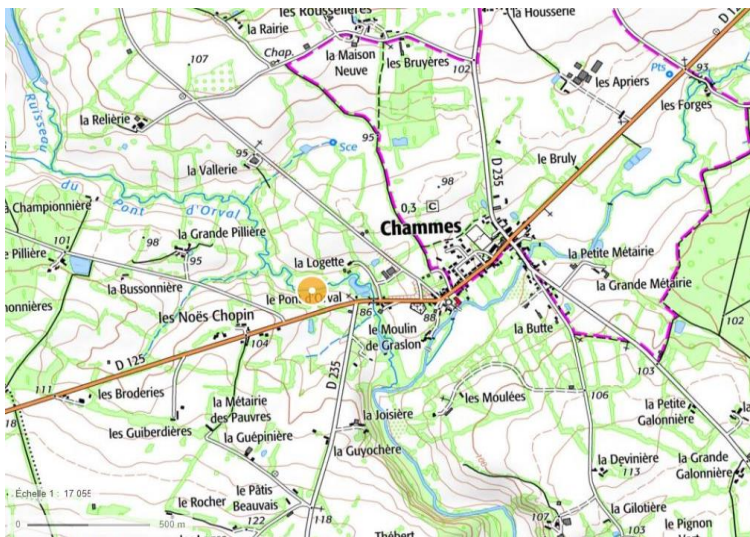 les Rousselières
la Housserie
la Rairie
Chap.
107
la Maison
Neuve
les Bruyères
102
Pts
93
les Apriers
les Forges
Ruisseau
du
Pont
d'Orval
la Relière
95
Sce
95
la Vallerie
le Bruly
D 235
98
0,3
C
Chammes
Championnière
98
la Grande Pillière
101
Pillière
95
la Logette
la Petite Métairie
la Grande Métairie
la Bussonnière
le Pont d'Orval
les Noës Chopin
86
88
le Moulin
de Graslon
la Butte
102
104
D 125
D 235
103
111
les Broderies
les Moulées
106
la Métairie
des Pauvres
la Joisière
la Petite
Galonnière
les Guiberdières
la Guépinière
la Guyochère
la Devinière
113
la Grande
Galonnière
Échelle 1 : 17 055
le Rocher
le Pâtis
Beauvais
118
122
la Gilotière
107
103
le Pignon
0
500 m
Thébert